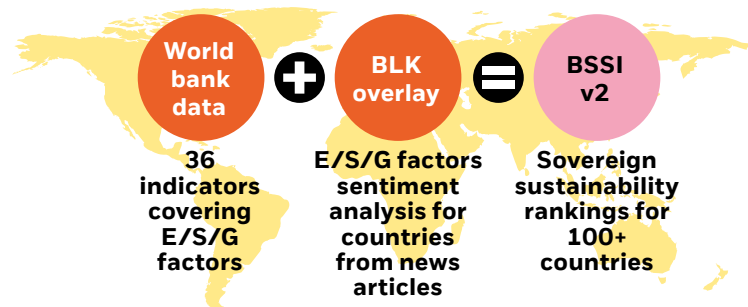 World
bank
data
+
BLK
overlay
=
BSSI
v2
36
indicators
covering
E/S/G
factors
E/S/G factors
sentiment
analysis for
countries
from news
articles
Sovereign
sustainability
rankings for
100+
countries